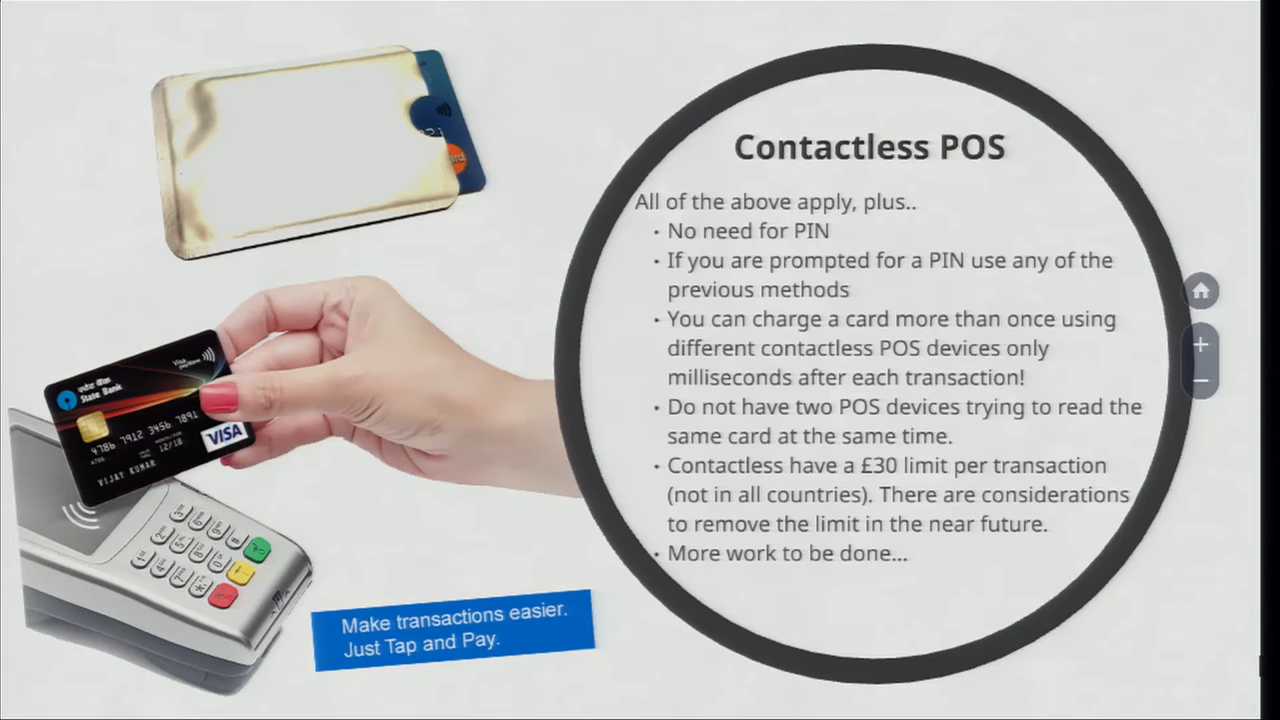 Contactless POS
All of the above apply, plus..
• No need for PIN
• If you are prompted for a PIN use any of the
previous methods
• You can charge a card more than once using
different contactless POS devices only
milliseconds after each transaction!
• Do not have two POS devices trying to read the
same card at the same time.
• Contactless have a £30 limit per transaction
(not in all countries). There are considerations
to remove the limit in the near future.
• More work to be done...
Visa
payWave
State Bank
4786 7912 3456 7891
4786
12/18
VIJAY KUMAR
VISA
Make transactions easier.
Just Tap and Pay.